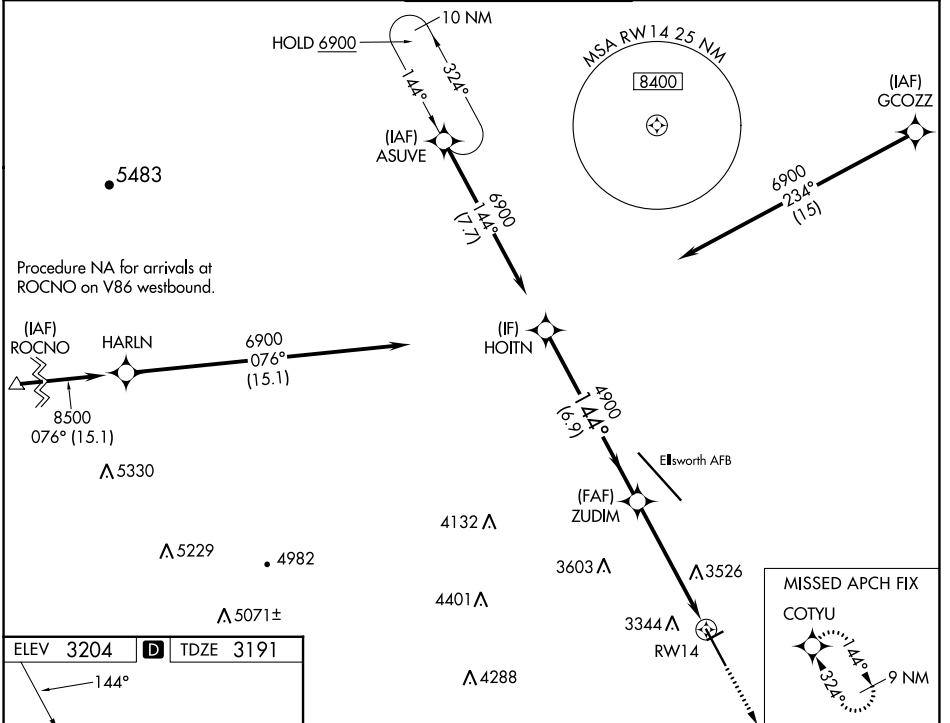 10 NM
HOLD 6900
144°
324°
(IAF)
ASUVE
MSA RW14 25 NM
8400
(IAF)
GCOZZ
6900
234°
(15)
5483
6900
144°
(7.7)
Procedure NA for arrivals at
ROCNO on V86 westbound.
(IAF)
ROCNO
HARLN
6900
076°
(15.1)
8500
076° (15.1)
(IF)
HOITN
4900
144°
(6.9)
Ellsworth AFB
(FAF)
ZUDIM
5330
4132
5229
4982
3603
3526
4401
5071±
3344
RW14
4288
MISSED APCH FIX
COTYU
144°
324°
9 NM
ELEV 3204 D TDZE 3191
144°